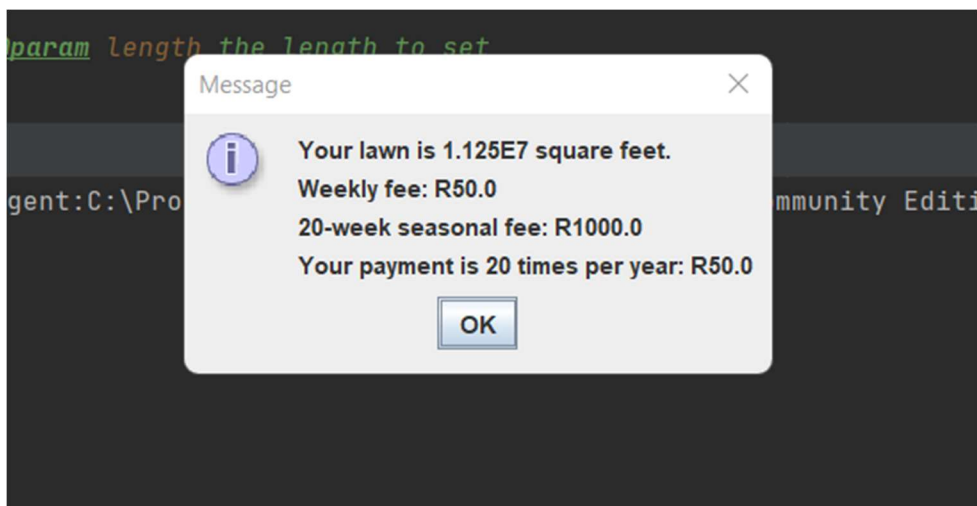 @param length the length to set
Message
Your lawn is 1.125E7 square feet.
Weekly fee: R50.0
gent:C:\Pro
mmunity Editi
20-week seasonal fee: R1000.0
Your payment is 20 times per year: R50.0
OK